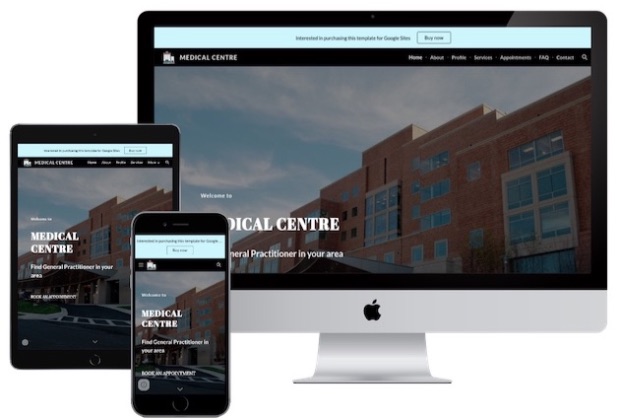 Interested in purchasing this template for Google Sites
Buy now
MEDICAL CENTRE
Home About Profile Services Appointments FAQ Contact
Welcome to
DICAL CENTRE
neral Practitioner in your area
Interested in purchasing this template for Google Sites
Buy now
MEDICAL CENTRE
Home About Profile Services
Welcome to
MEDICAL
CENTRE
Find General Practitioner in your
area
BOOK AN APPOINTMENT
Interested in purchasing this template for Google...
Buy now
Welcome to
MEDICAL
CENTRE
Find General Practitioner in
your area
BOOK AN APPOINTMENT